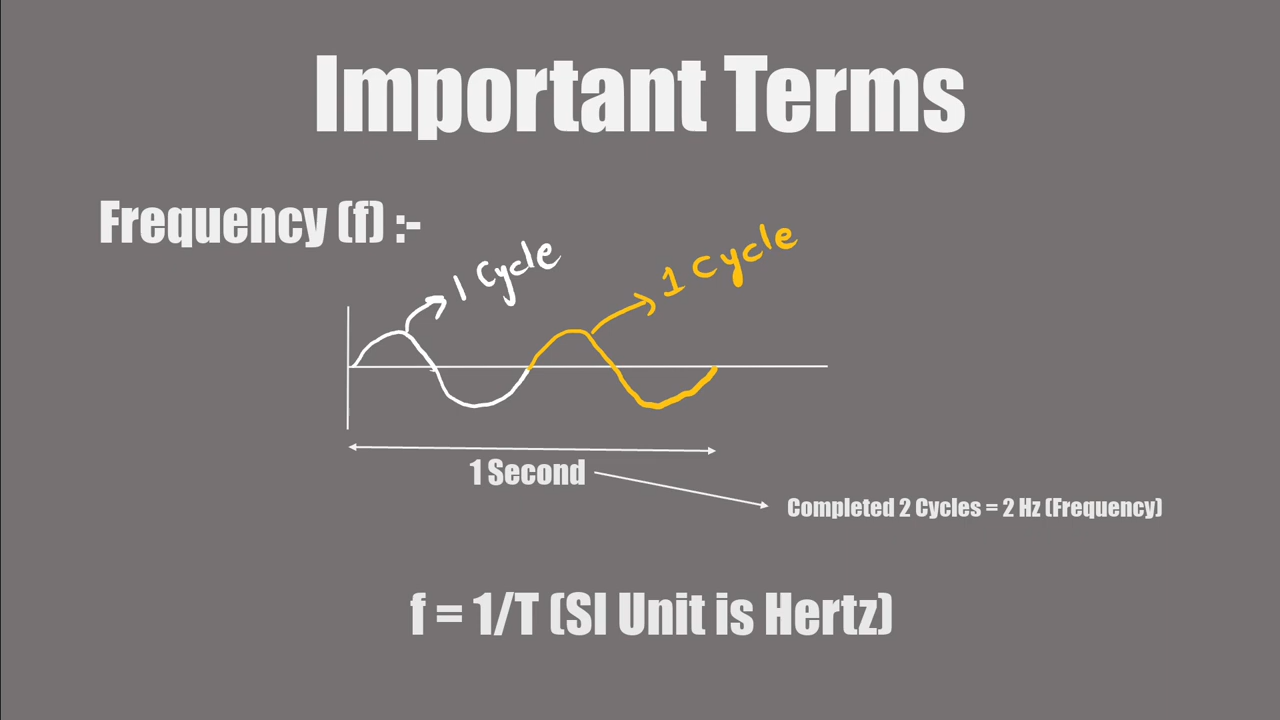 Important Terms
Frequency (f) :-
1 Cycle
1 Cycle
1 Second
Completed 2 Cycles = 2 Hz (Frequency)
f = 1/T (SI Unit is Hertz)